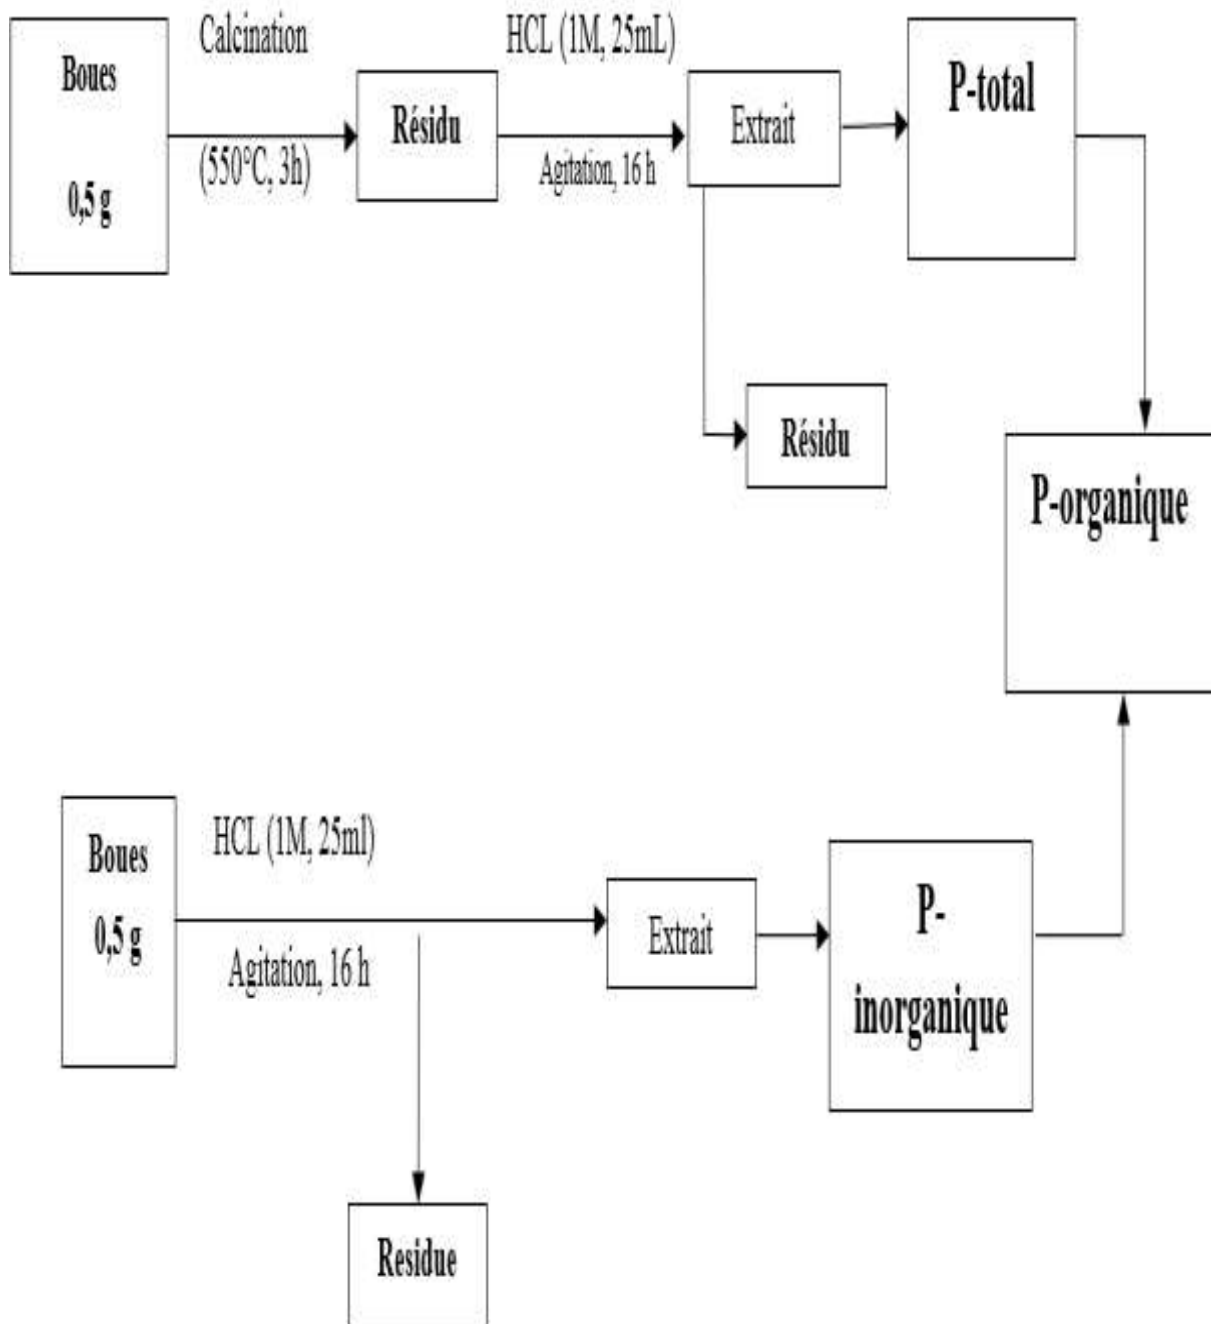 Boues
0,5 g
Calcination
(550°C, 3h)
Résidu
HCL (1M, 25mL)
Agitation, 16 h
Extrait
P-total
Résidu
P-organique
Boues
0,5 g
HCL (1M, 25ml)
Agitation, 16 h
Extrait
P-
inorganique
Residue